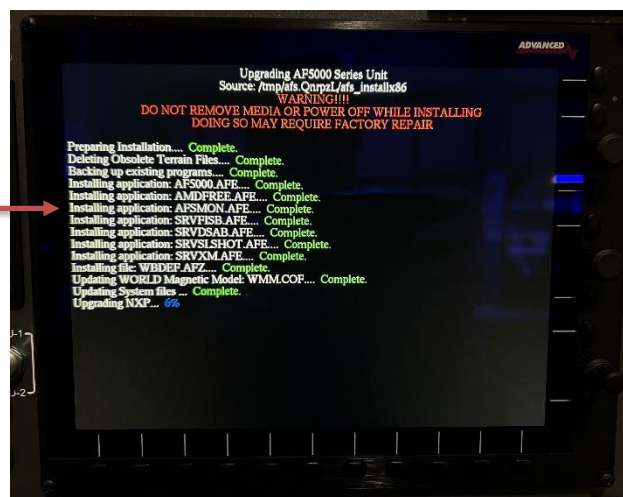 ADVANCED
Upgrading AF5000 Series Unit
Source: /tmp/afs.QnrpzL/afs_installx86
WARNING!!!!
DO NOT REMOVE MEDIA OR POWER OFF WHILE INSTALLING
DOING SO MAY REQUIRE FACTORY REPAIR
Preparing Installation.... Complete.
Deleting Obsolete Terrain Files.... Complete.
Backing up existing programs.... Complete.
Installing application: AF5000.AFE.... Complete.
Installing application: AMDFREE.AFE.... Complete.
Installing application: AFSMON.AFE.... Complete.
Installing application: SRVFISB.AFE.... Complete.
Installing application: SRVDSAB.AFE.... Complete.
Installing application: SRVSLSHOT.AFE.... Complete.
Installing application: SRVXM.AFE.... Complete.
Installing file: WBDEF.AFZ.... Complete.
Updating WORLD Magnetic Model: WMM.COF.... Complete.
Updating System files ... Complete.
Upgrading NXP... 6%
-1
-2